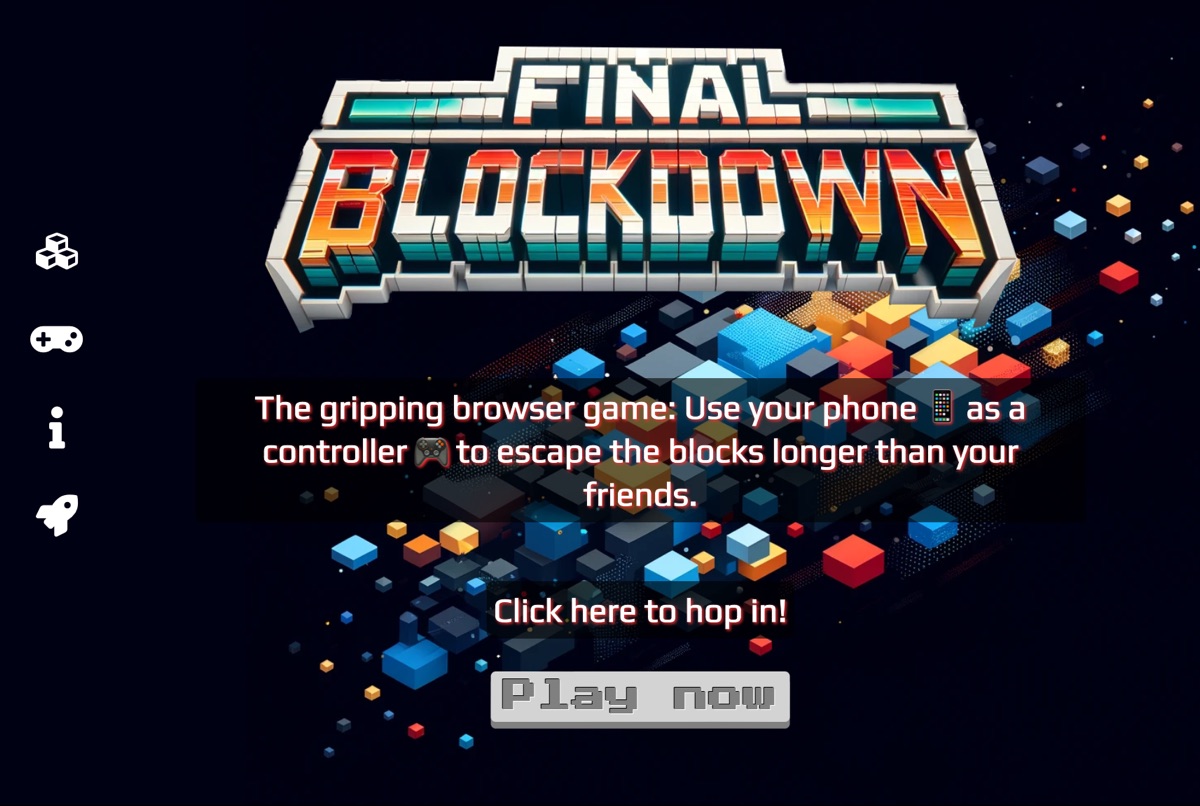 FINAL
BLOCKDOWN
The gripping browser game: Use your phone 📱 as a
controller 🎮 to escape the blocks longer than your
friends.
Click here to hop in!
Play now